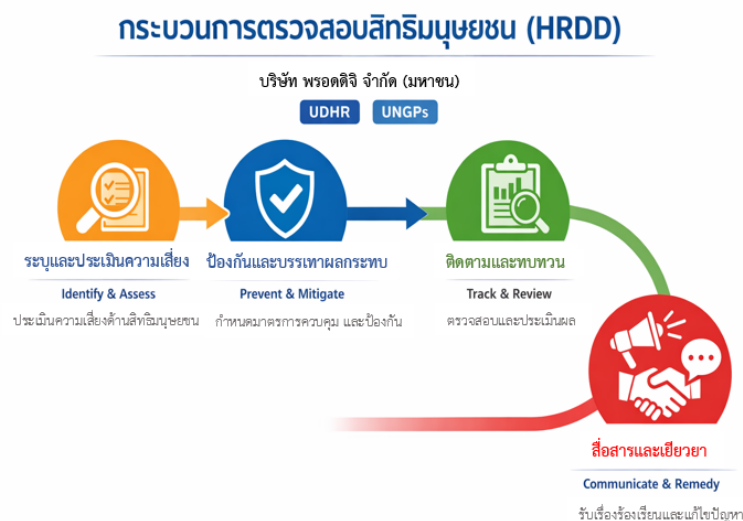 กระบวนการตรวจสอบสิทธิมนุษยชน (HRDD)
บริษัท พรอดดิจิ จำกัด (มหาชน)
UDHR UNGPs
ระบุและประเมินความเสี่ยง
Identify & Assess
ประเมินความเสี่ยงด้านสิทธิมนุษยชน
ป้องกันและบรรเทาผลกระทบ
Prevent & Mitigate
กำหนดมาตรการควบคุม และป้องกัน
ติดตามและทบทวน
Track & Review
ตรวจสอบและประเมินผล
สื่อสารและเยียวยา
Communicate & Remedy
รับเรื่องร้องเรียนและแก้ไขปัญหา